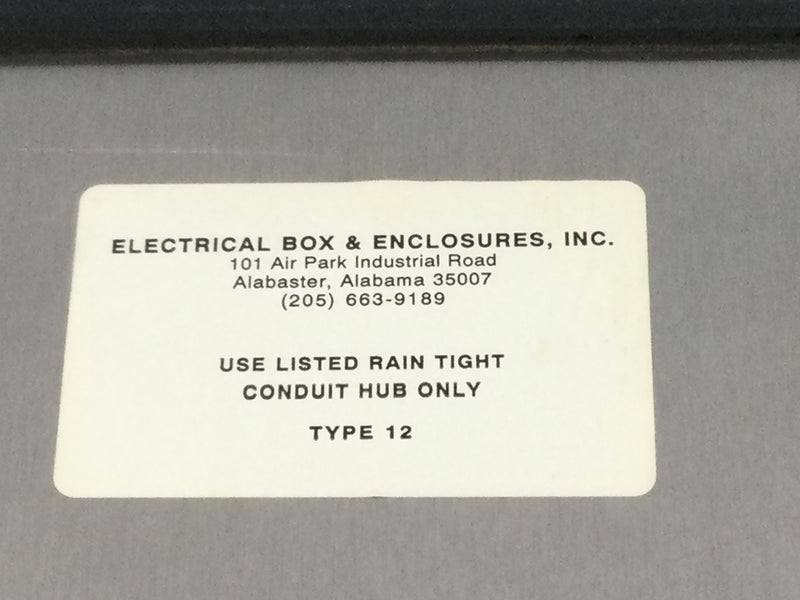 ELECTRICAL BOX & ENCLOSURES, INC.
101 Air Park Industrial Road
Alabaster, Alabama 35007
(205) 663-9189
USE LISTED RAIN TIGHT
CONDUIT HUB ONLY
TYPE 12